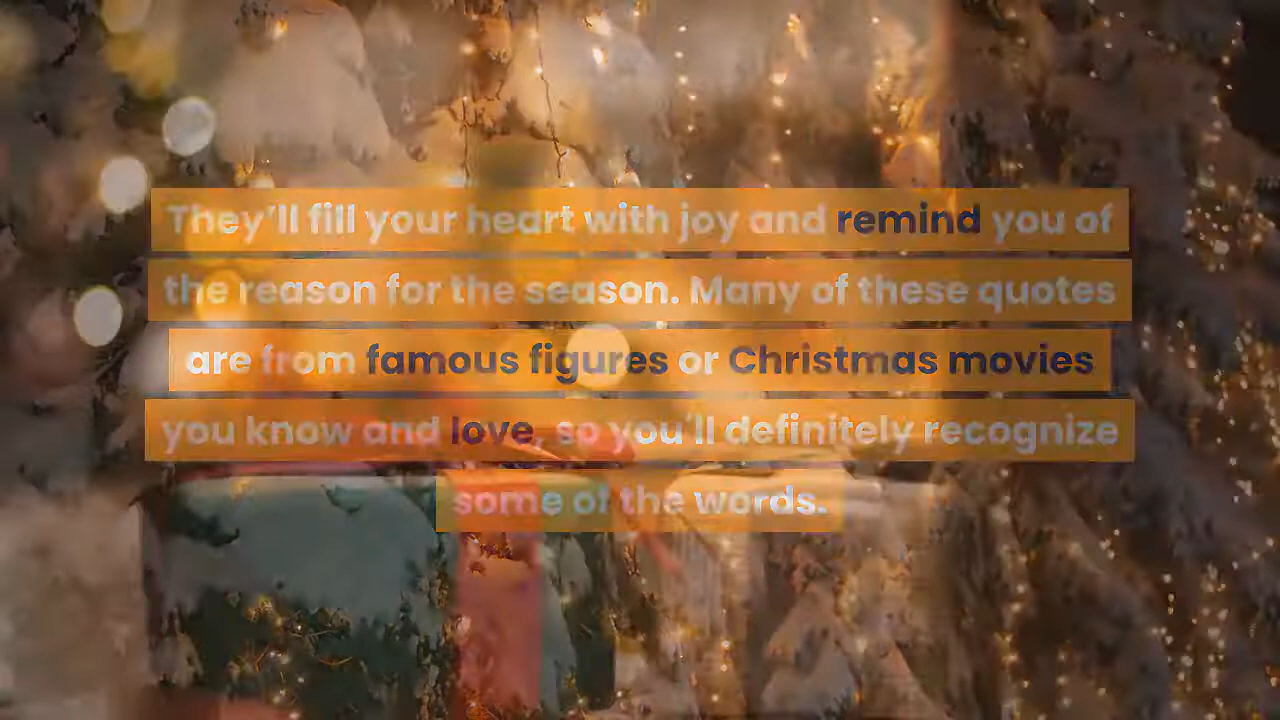 They'll fill your heart with joy and remind you of
the reason for the season. Many of these quotes
are from famous figures or Christmas movies
you know and love, so you'll definitely recognize
some of the words.